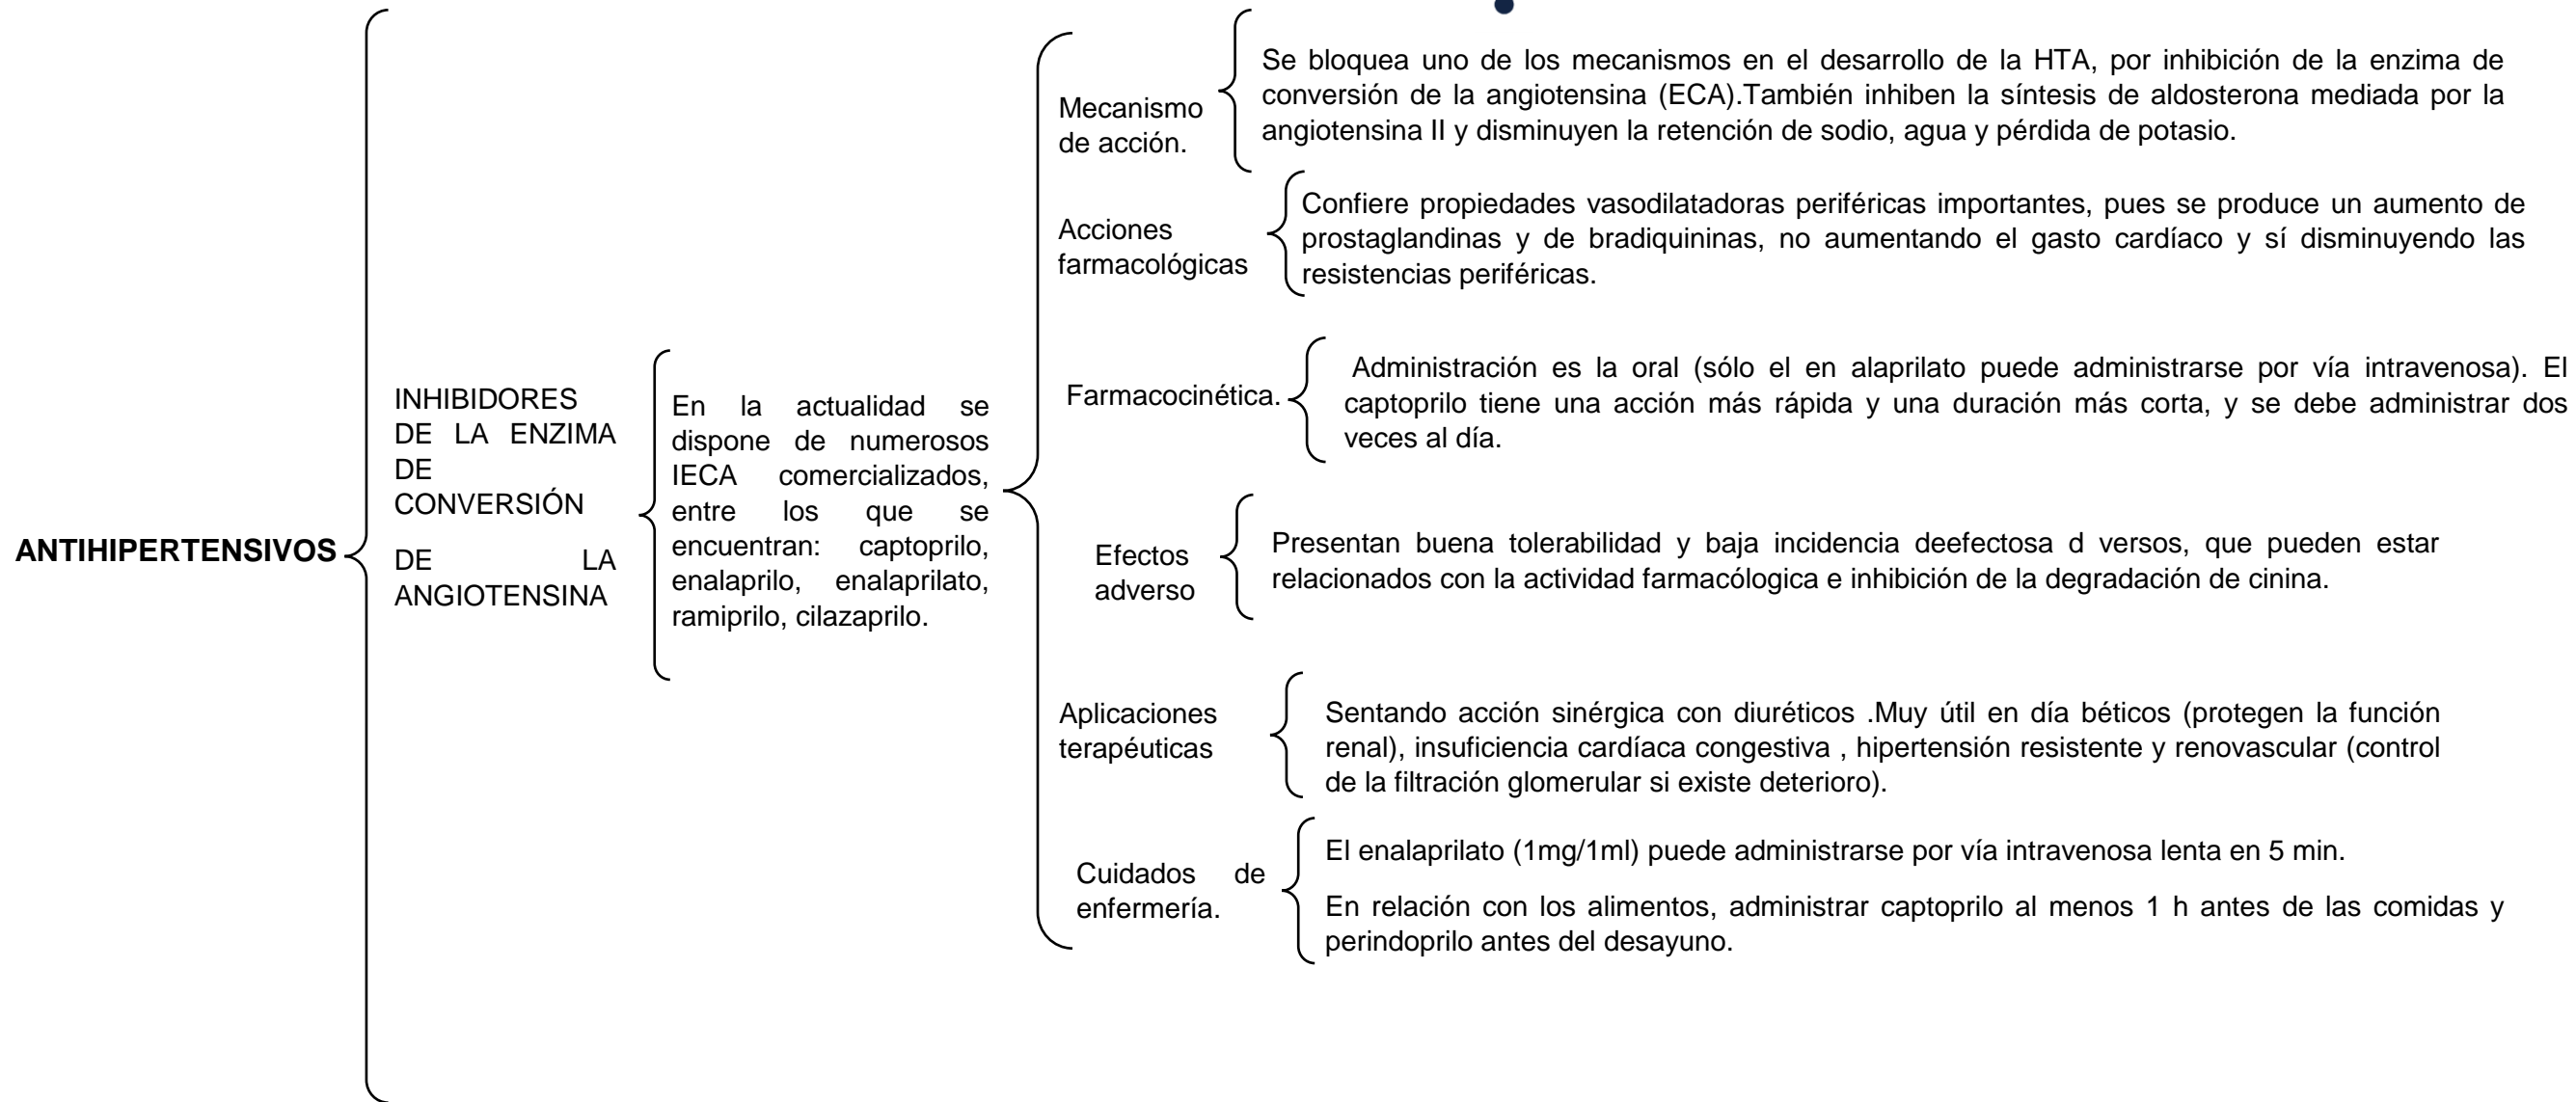 ANTIHIPERTENSIVOS
INHIBIDORES
DE LA ENZIMA
DE
CONVERSIÓN
DE LA
ANGIOTENSINA
En la actualidad se
dispone de numerosos
IECA comercializados,
entre los que se
encuentran: captoprilo,
enalaprilo, enalaprilato,
ramiprilo, cilazaprilo.
Mecanismo
de acción.
Se bloquea uno de los mecanismos en el desarrollo de la HTA, por inhibición de la enzima de
conversión de la angiotensina (ECA).También inhiben la síntesis de aldosterona mediada por la
angiotensina II y disminuyen la retención de sodio, agua y pérdida de potasio.
Acciones
farmacológicas
Confiere propiedades vasodilatadoras periféricas importantes, pues se produce un aumento de
prostaglandinas y de bradiquininas, no aumentando el gasto cardíaco y sí disminuyendo las
resistencias periféricas.
Farmacocinética.
Administración es la oral (sólo el en alaprilato puede administrarse por vía intravenosa). El
captoprilo tiene una acción más rápida y una duración más corta, y se debe administrar dos
veces al día.
Efectos
adverso
Presentan buena tolerabilidad y baja incidencia deefectosa d versos, que pueden estar
relacionados con la actividad farmacólogica e inhibición de la degradación de cinina.
Aplicaciones
terapéuticas
Sentando acción sinérgica con diuréticos .Muy útil en día béticos (protegen la función
renal), insuficiencia cardíaca congestiva , hipertensión resistente y renovascular (control
de la filtración glomerular si existe deterioro).
Cuidados de
enfermería.
El enalaprilato (1mg/1ml) puede administrarse por vía intravenosa lenta en 5 min.
En relación con los alimentos, administrar captoprilo al menos 1 h antes de las comidas y
perindoprilo antes del desayuno.